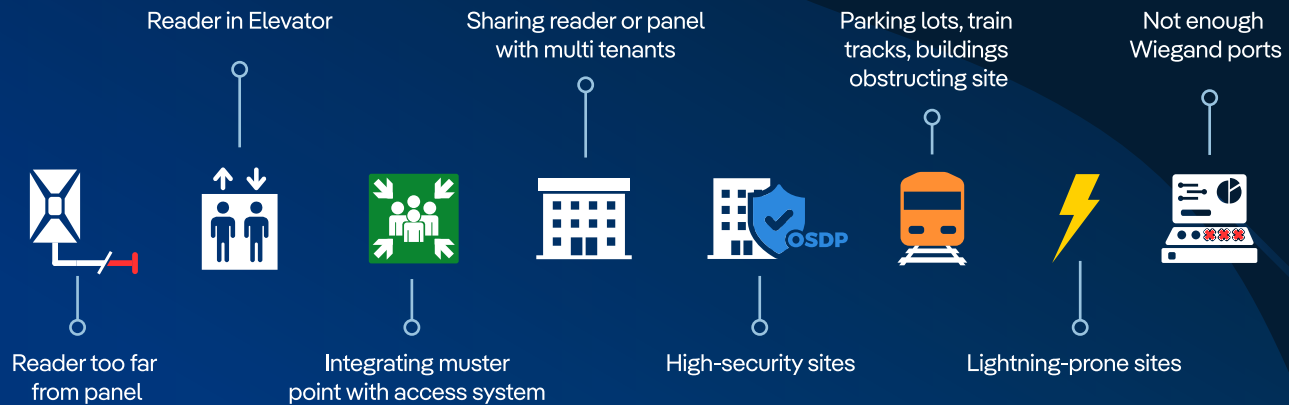 Reader in Elevator
Sharing reader or panel
with multi tenants
Parking lots, train
tracks, buildings
obstructing site
Not enough
Wiegand ports
OSDP
Reader too far
from panel
Integrating muster
point with access system
High-security sites
Lightning-prone sites